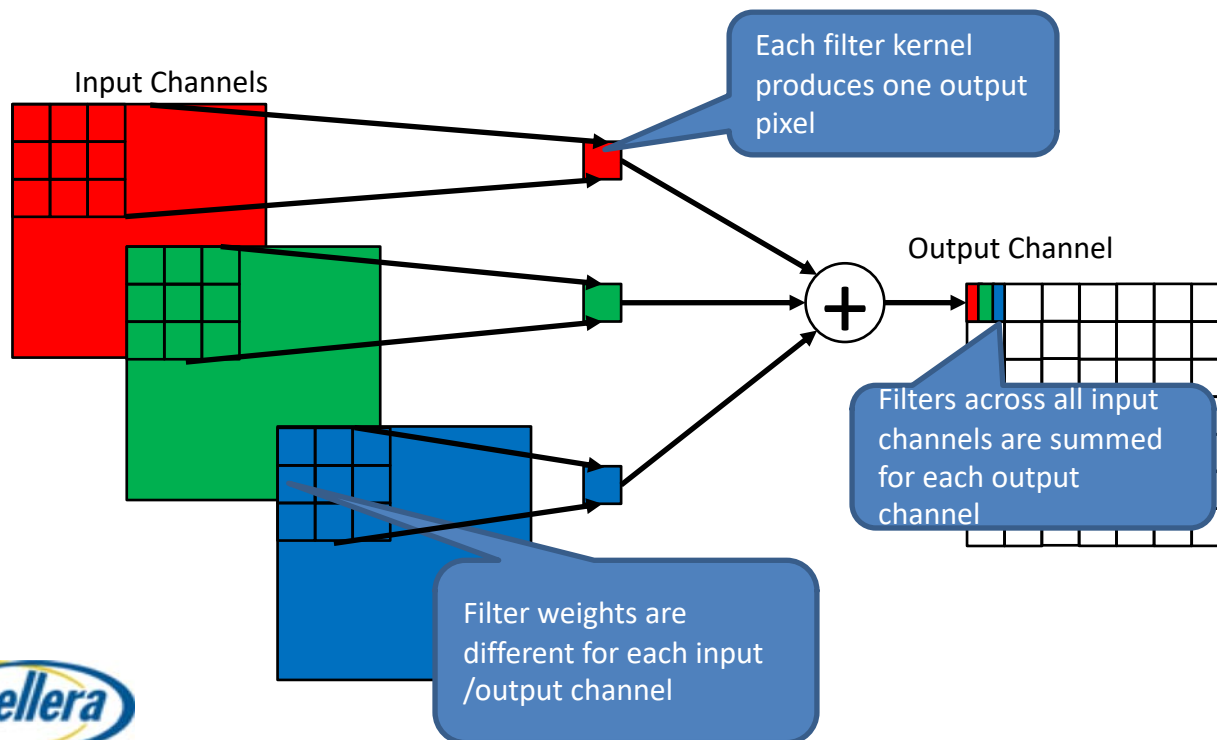 Each filter kernel
produces one output
pixel
Input Channels
Output Channel
+
Filters across all input
channels are summed
for each output
channel
Filter weights are
different for each input
/output channel
ellera